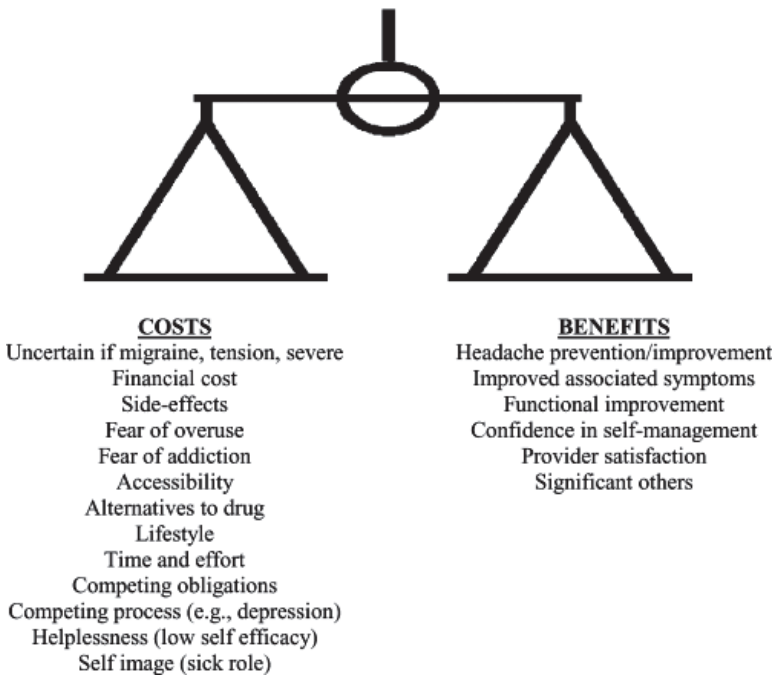 COSTS
Uncertain if migraine, tension, severe
Financial cost
Side-effects
Fear of overuse
Fear of addiction
Accessibility
Alternatives to drug
Lifestyle
Time and effort
Competing obligations
Competing process (e.g., depression)
Helplessness (low self efficacy)
Self image (sick role)
BENEFITS
Headache prevention/improvement
Improved associated symptoms
Functional improvement
Confidence in self-management
Provider satisfaction
Significant others